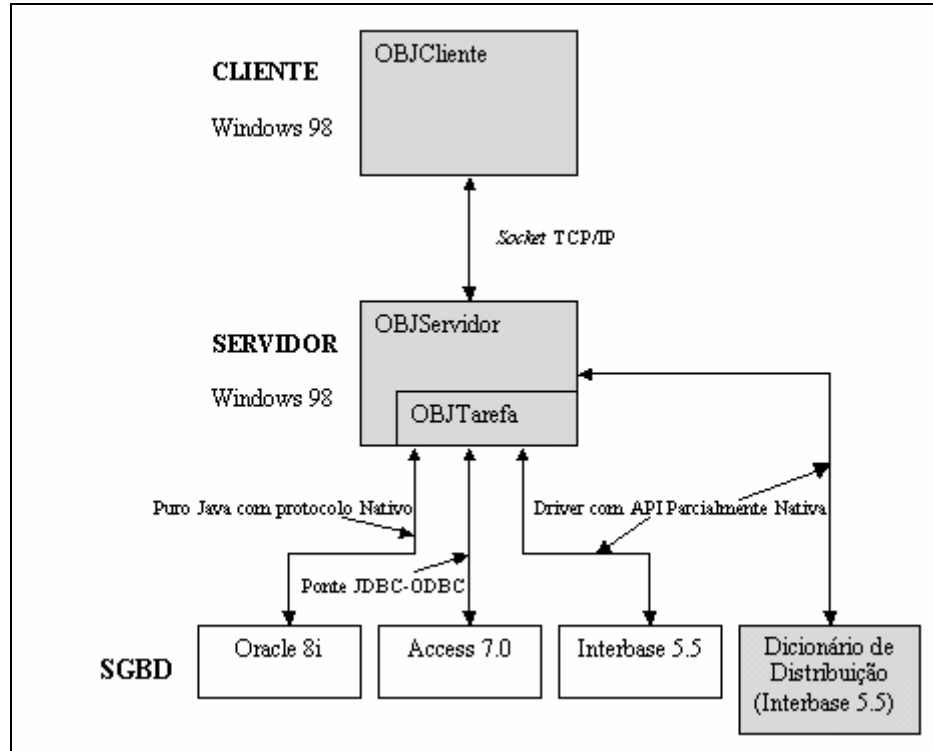 OBJCliente
CLIENTE
Windows 98
Socket TCP/IP
OBJServidor
SERVIDOR
Windows 98
OBJTarefa
Puro Java com protocolo Nativo
Driver com API Parcialmente Nativa
Ponte JDBC-ODBC
SGBD
Oracle 8i
Access 7.0
Interbase 5.5
Dicionário de
Distribuição
(Interbase 5.5)